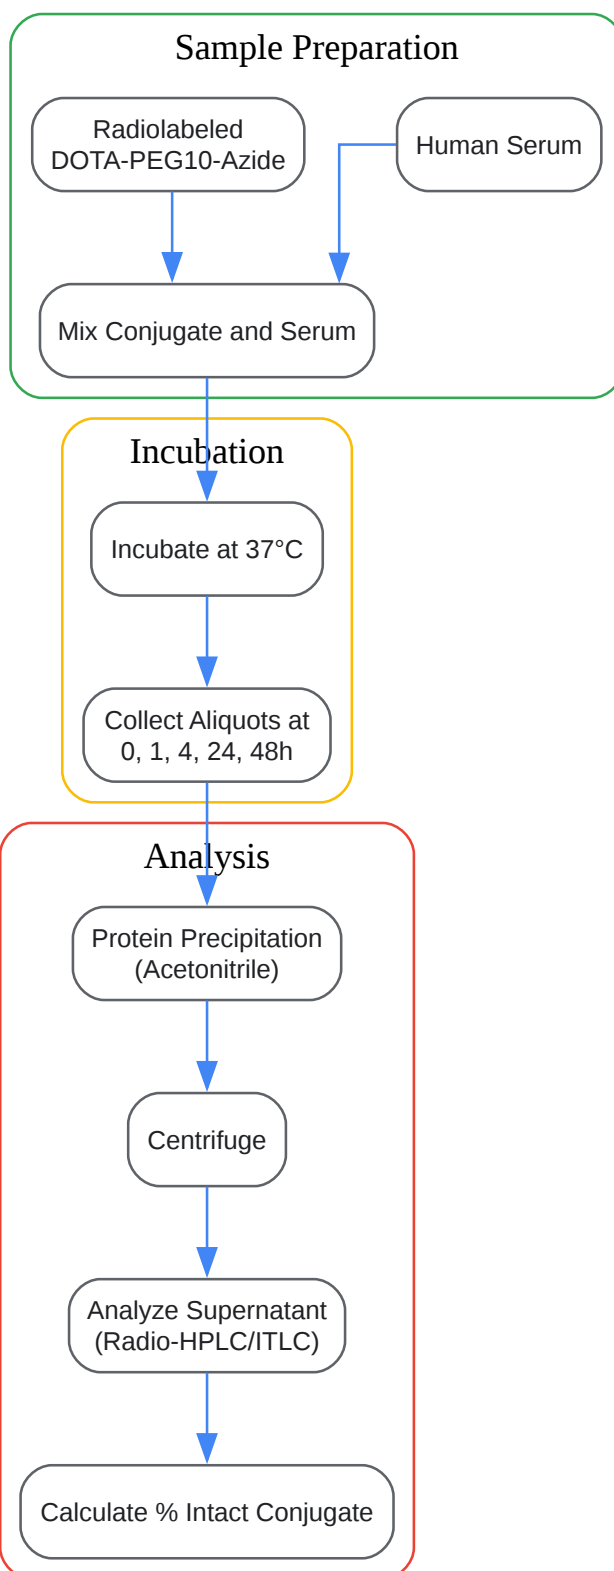 Sample Preparation
Radiolabeled
DOTA-PEG10-Azide
Human Serum
Mix Conjugate and Serum
Incubation
Incubate at 37°C
Collect Aliquots at
0, 1, 4, 24, 48h
Analysis
Protein Precipitation
(Acetonitrile)
Centrifuge
Analyze Supernatant
(Radio-HPLC/ITLC)
Calculate % Intact Conjugate